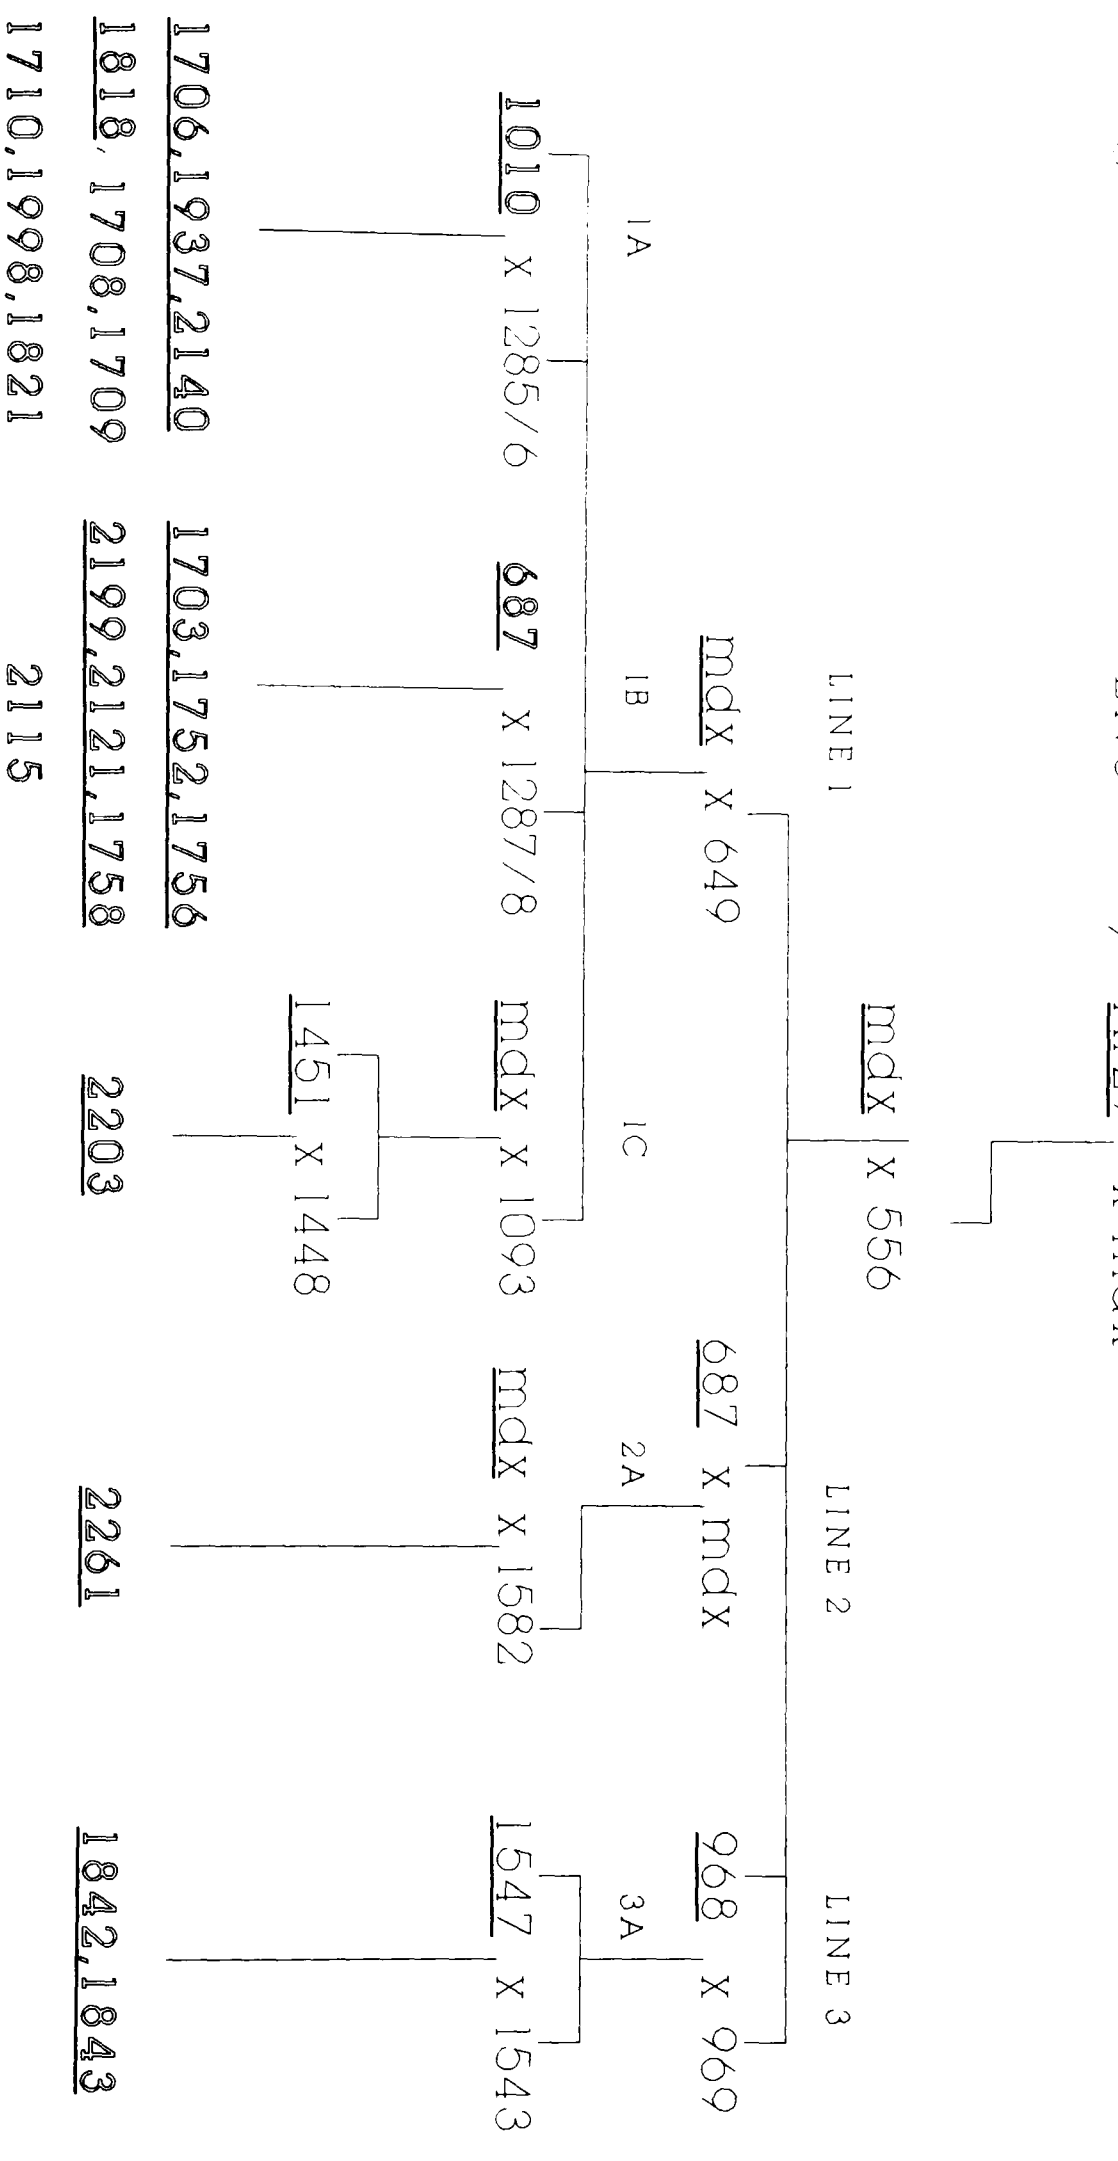 LINE 1 LINE 2 LINE 3
mdx X 556
mdx X 649 687 X mdx 968 X 969
1A 1B 1C 2A 3A
1010 X 1285/6 687 X 1287/8 mdx X 1093 mdx X 1582 1547 X 1543
1451 X 1448
1706,1937,2140 1703,1752,1756
1818, 1708,1709 2199,2121,1758 2203 2261 1842,1843
1710,1998,1821 2115